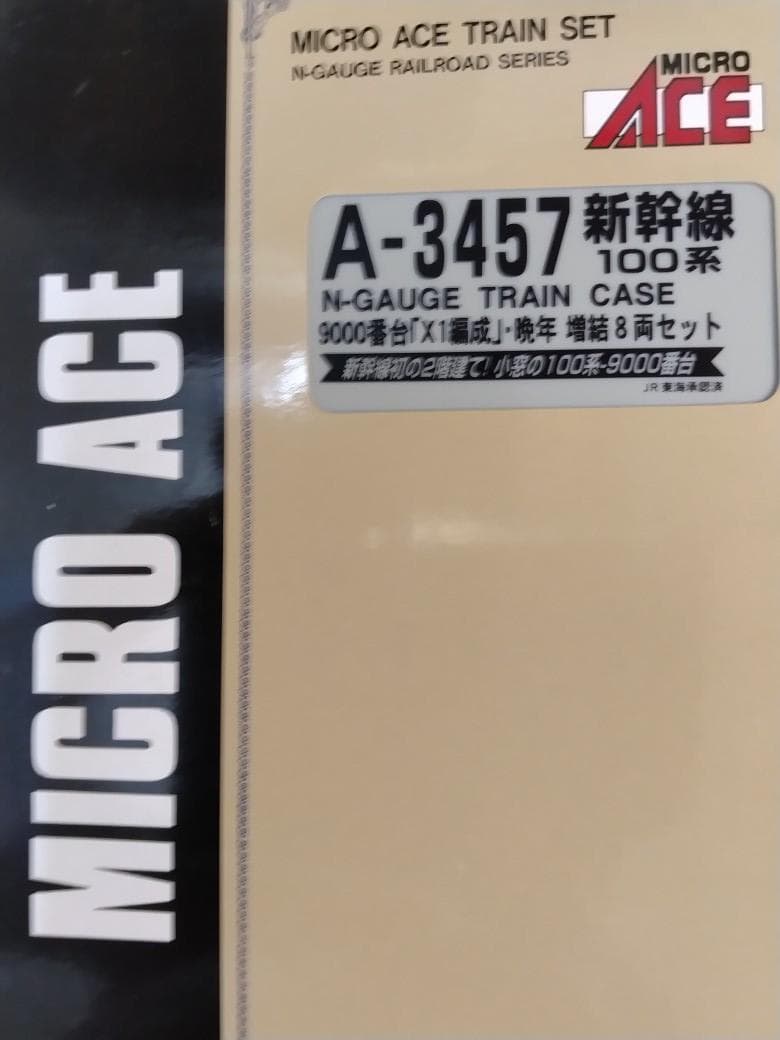 MICRO ACE TRAIN SET
N-GAUGE RAILROAD SERIES
MICRO
ACE
A-3457 新幹線
100系
N-GAUGE TRAIN CASE
9000番台「X1編成」・晩年 増結8両セット
新幹線初の2階建て! 小窓の100系-9000番台
JR東海承認済
MICRO ACE